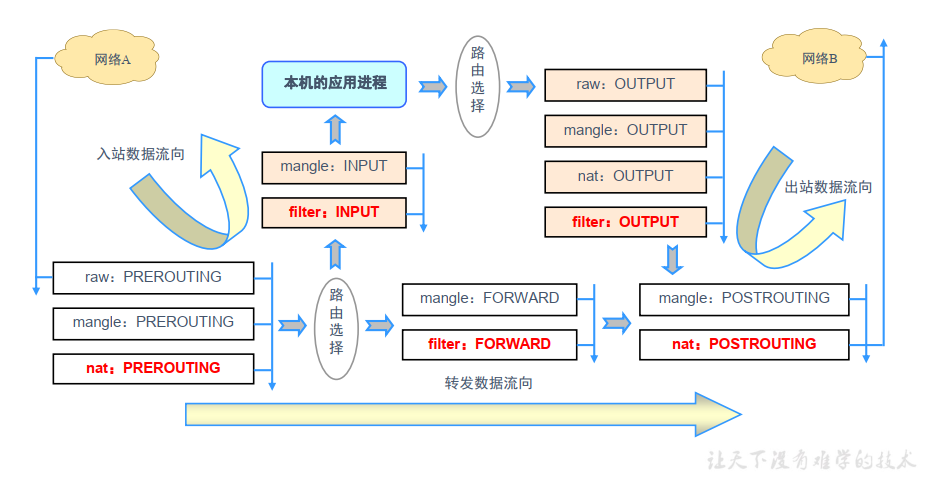 网络A
网络B
本机的应用进程
路由选择
raw：OUTPUT
mangle：OUTPUT
nat：OUTPUT
filter：OUTPUT
入站数据流向
mangle：INPUT
filter：INPUT
出站数据流向
raw：PREROUTING
mangle：PREROUTING
nat：PREROUTING
路由选择
mangle：FORWARD
filter：FORWARD
mangle：POSTROUTING
nat：POSTROUTING
转发数据流向
让天下没有难学的技术